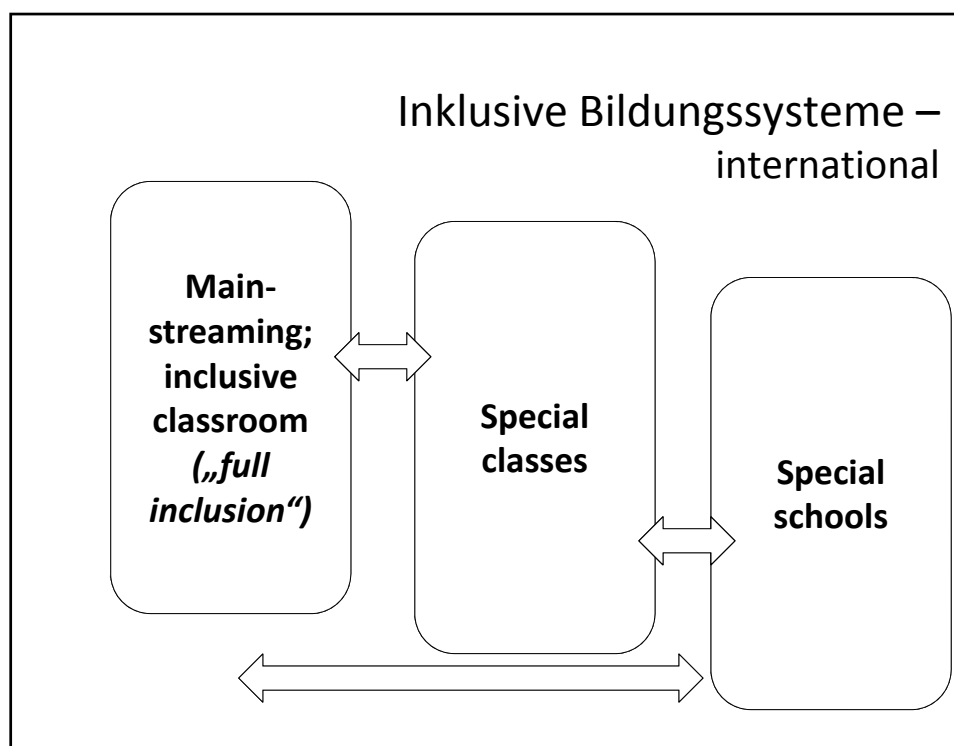 Inklusive Bildungssysteme –
international
Main-
streaming;
inclusive
classroom
(„full
inclusion“)
Special
classes
Special
schools